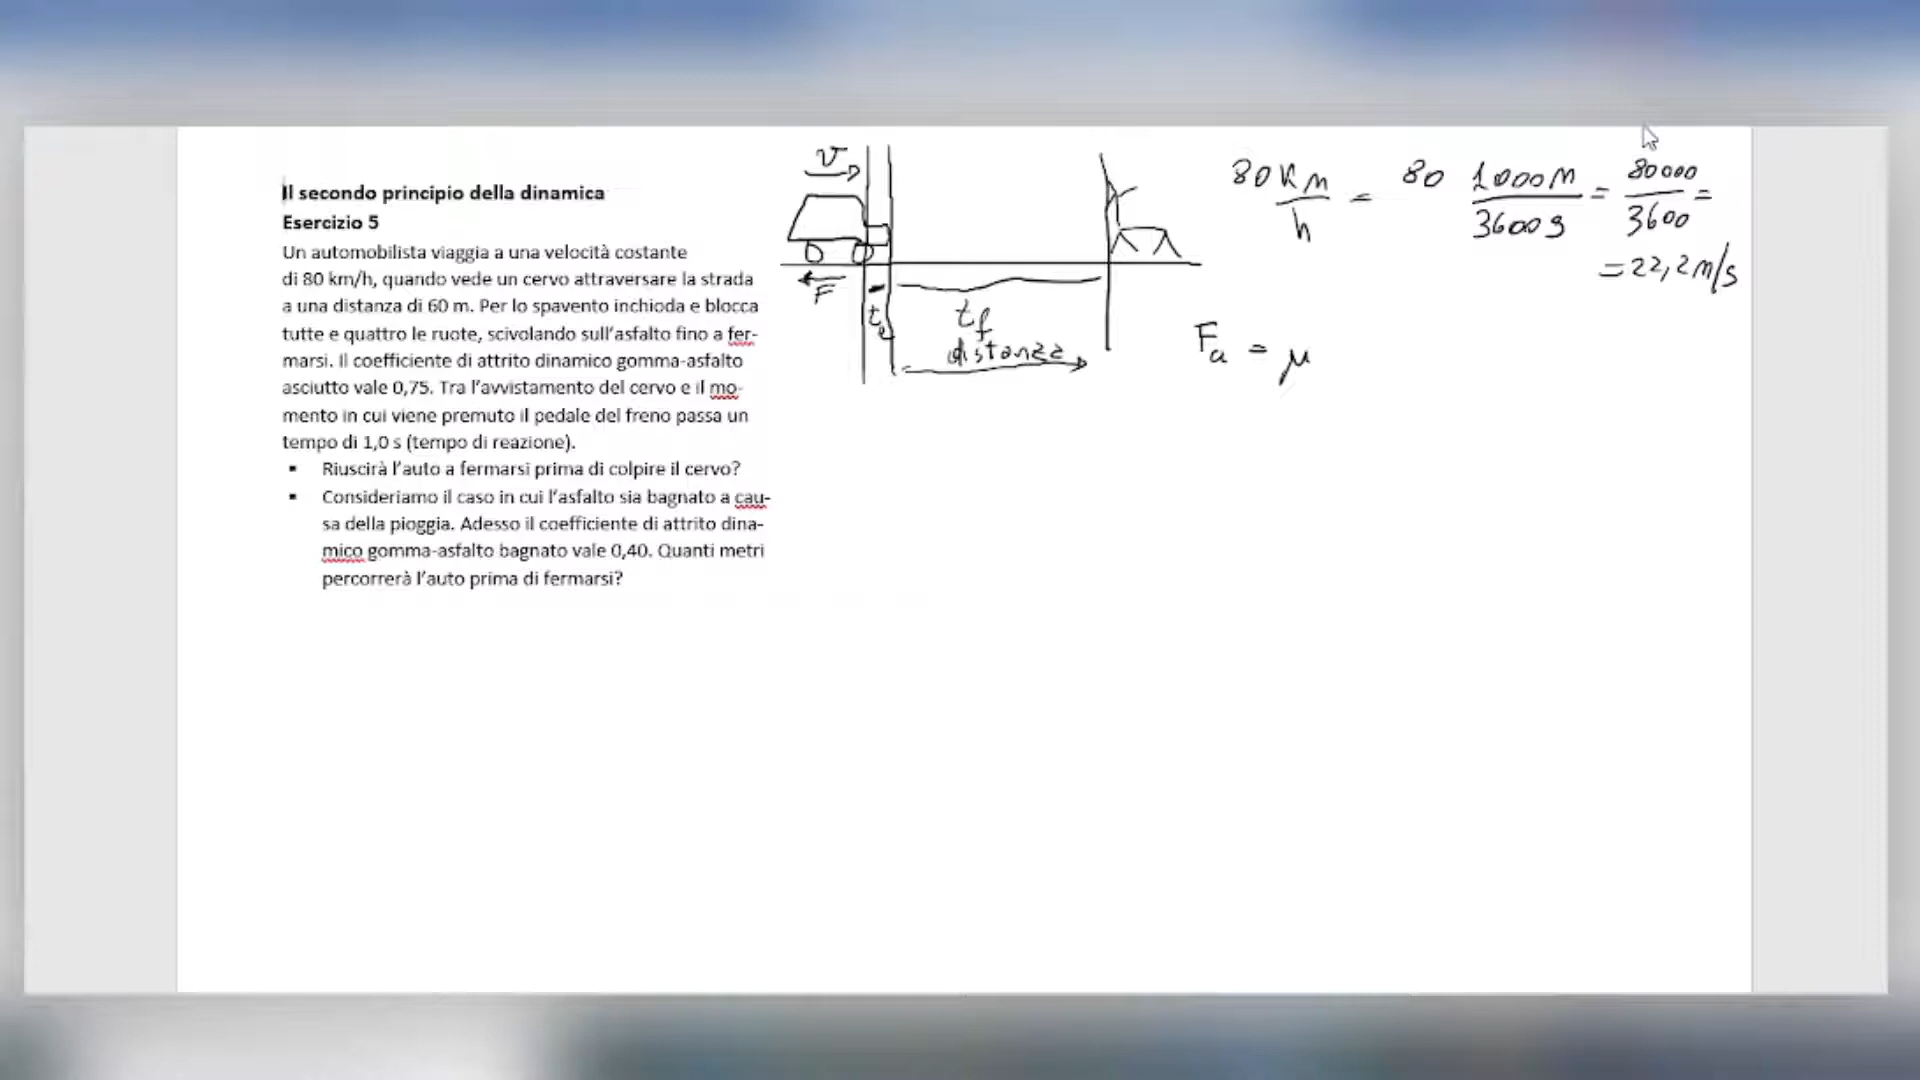 Il secondo principio della dinamica
Esercizio 5
Un automobilista viaggia a una velocità costante
di 80 km/h, quando vede un cervo attraversare la strada
a una distanza di 60 m. Per lo spavento inchioda e blocca
tutte e quattro le ruote, scivolando sull'asfalto fino a fer-
marsi. Il coefficiente di attrito dinamico gomma-asfalto
asciutto vale 0,75. Tra l'avvistamento del cervo e il mo-
mento in cui viene premuto il pedale del freno passa un
tempo di 1,0 s (tempo di reazione).
▪ Riuscirà l'auto a fermarsi prima di colpire il cervo?
▪ Consideriamo il caso in cui l'asfalto sia bagnato a cau-
sa della pioggia. Adesso il coefficiente di attrito dina-
mico gomma-asfalto bagnato vale 0,40. Quanti metri
percorrerà l'auto prima di fermarsi?
v
F
t
t_f
distanza
80 km/h = 80 1000m/3600s = 80000/3600 =
= 22,2 m/s
F_a = μ